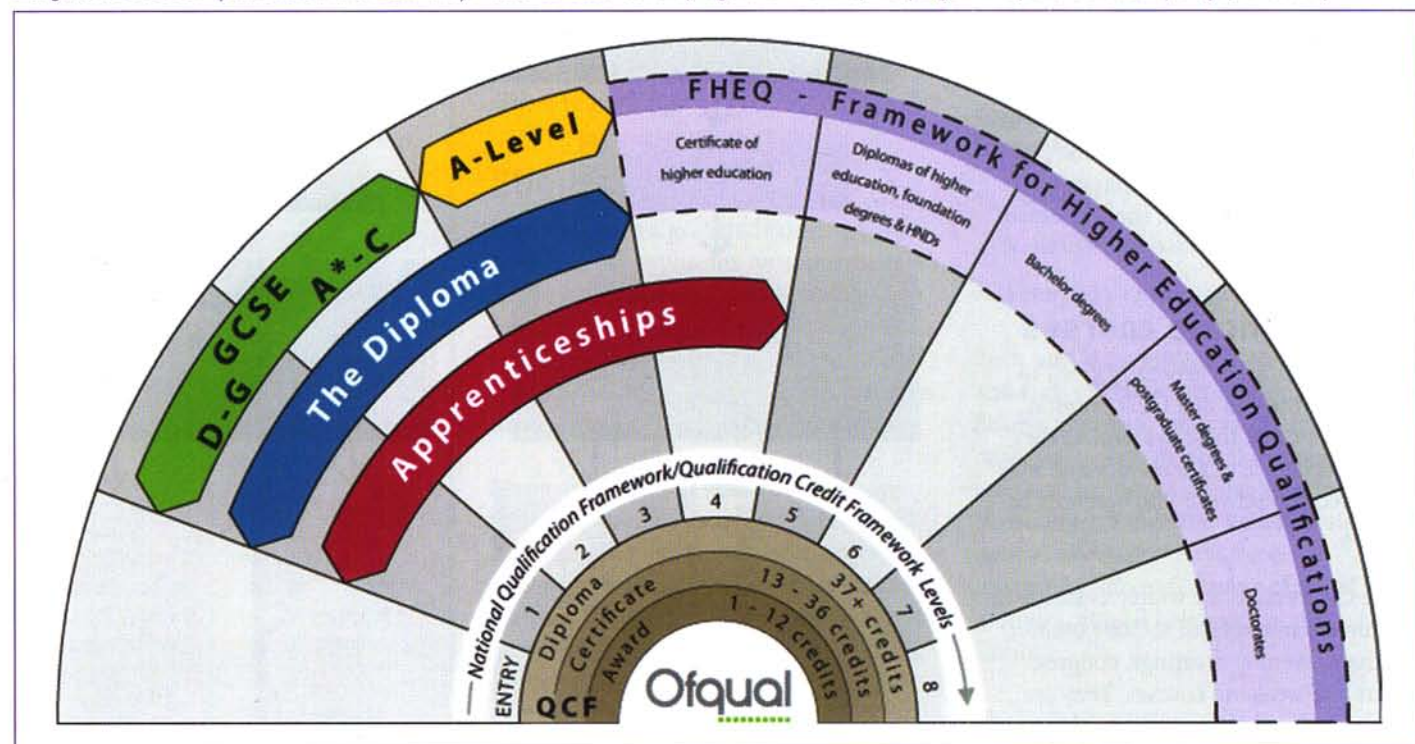 FHEQ - Framework for Higher Education Qualifications
Certificate of
higher education
Diplomas of higher
education, foundation
degrees & HNDs
Bachelor degrees
Master degrees &
postgraduate certificates
Doctorates
A-Level
GCSE
D-G A*-C
The Diploma
Apprenticeships
National Qualification Framework/Qualification Credit Framework Levels
ENTRY
1
2
3
4
5
6
7
8
Diploma
37+ credits
Certificate
13 - 36 credits
Award
1 - 12 credits
QCF
Ofqual